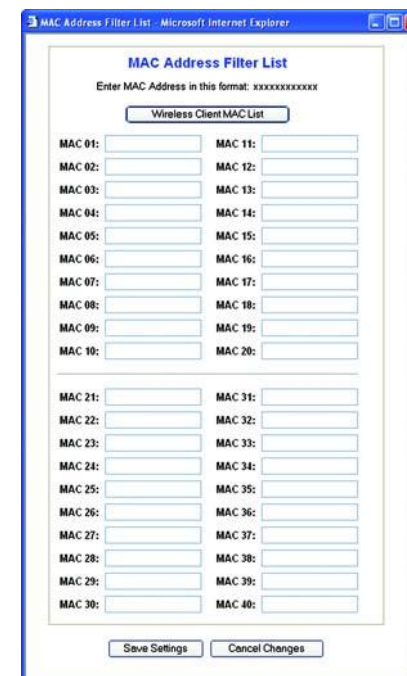 MAC Address Filter List - Microsoft Internet Explorer
MAC Address Filter List
Enter MAC Address in this format: xxxxxxxxxxxx
Wireless Client MAC List
MAC 01: MAC 11:
MAC 02: MAC 12:
MAC 03: MAC 13:
MAC 04: MAC 14:
MAC 05: MAC 15:
MAC 06: MAC 16:
MAC 07: MAC 17:
MAC 08: MAC 18:
MAC 09: MAC 19:
MAC 10: MAC 20:
MAC 21: MAC 31:
MAC 22: MAC 32:
MAC 23: MAC 33:
MAC 24: MAC 34:
MAC 25: MAC 35:
MAC 26: MAC 36:
MAC 27: MAC 37:
MAC 28: MAC 38:
MAC 29: MAC 39:
MAC 30: MAC 40:
Save Settings Cancel Changes